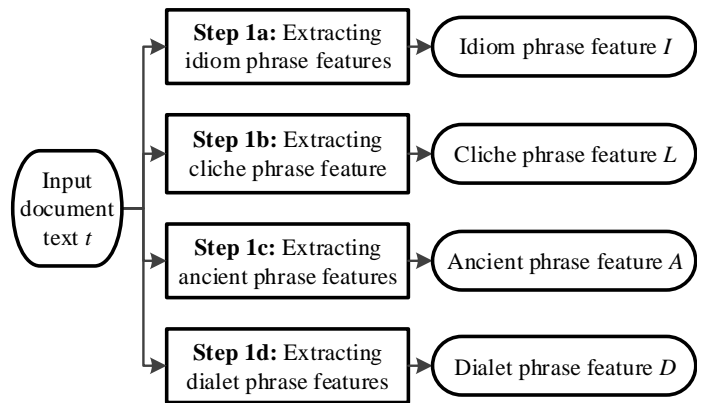 Input
document
text t
Step 1a: Extracting
idiom phrase features
Idiom phrase feature I
Step 1b: Extracting
cliche phrase feature
Cliche phrase feature L
Step 1c: Extracting
ancient phrase features
Ancient phrase feature A
Step 1d: Extracting
dialet phrase features
Dialet phrase feature D